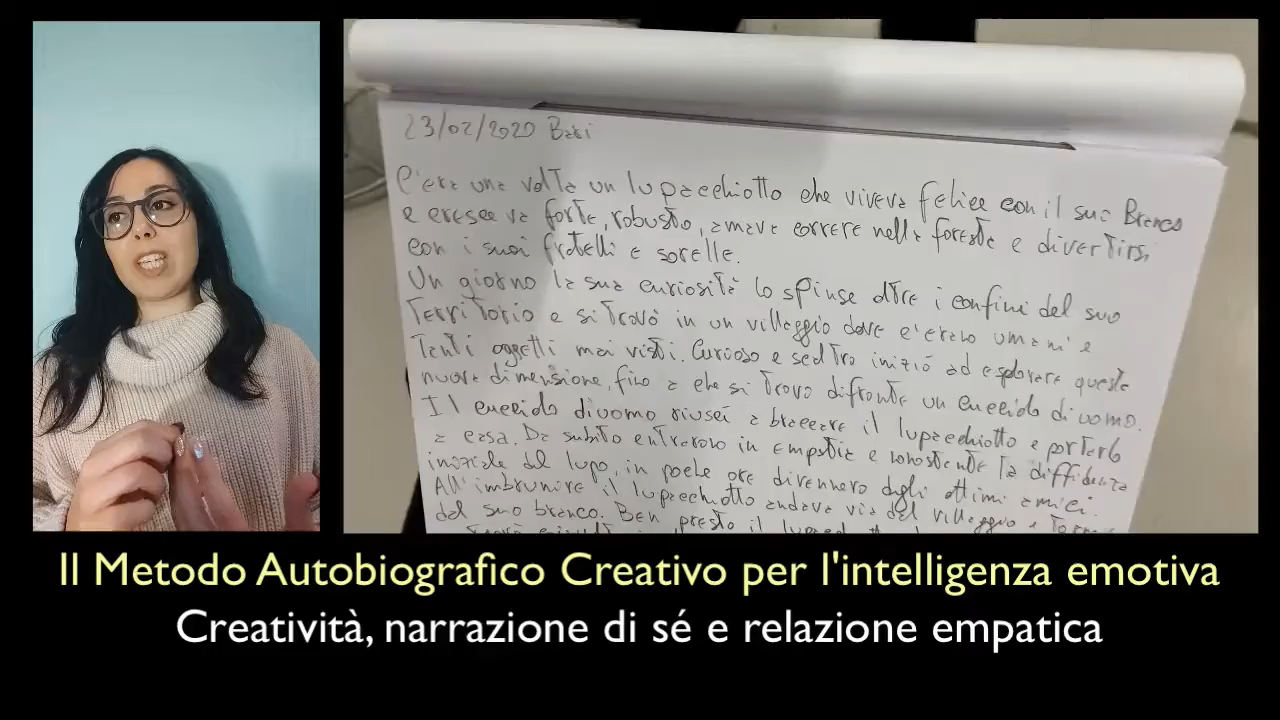 23/02/2020 Bari
C'era una volta un lupacchiotto che viveva felice con il suo Branco
e cresceva forte, robusto, amava correre nella foresta e divertirsi
con i suoi fratelli e sorelle.
Un giorno la sua curiosità lo spinse oltre i confini del suo
Territorio e si trovò in un villaggio dove c'erano umani e
tanti oggetti mai visti. Curioso e scaltro iniziò ad esplorare questa
nuova dimensione, fino a che si trovò difronte un cucciolo di uomo.
Il cucciolo di uomo riuscì a braccare il lupacchiotto e portarlo
a casa. Da subito entrarono in empatia e nonostante la diffidenza
iniziale del lupo, in poche ore divennero degli ottimi amici.
All'imbrunire il lupacchiotto andava via dal villaggio e
dal suo branco. Ben presto il
Il Metodo Autobiografico Creativo per l'intelligenza emotiva
Creatività, narrazione di sé e relazione empatica